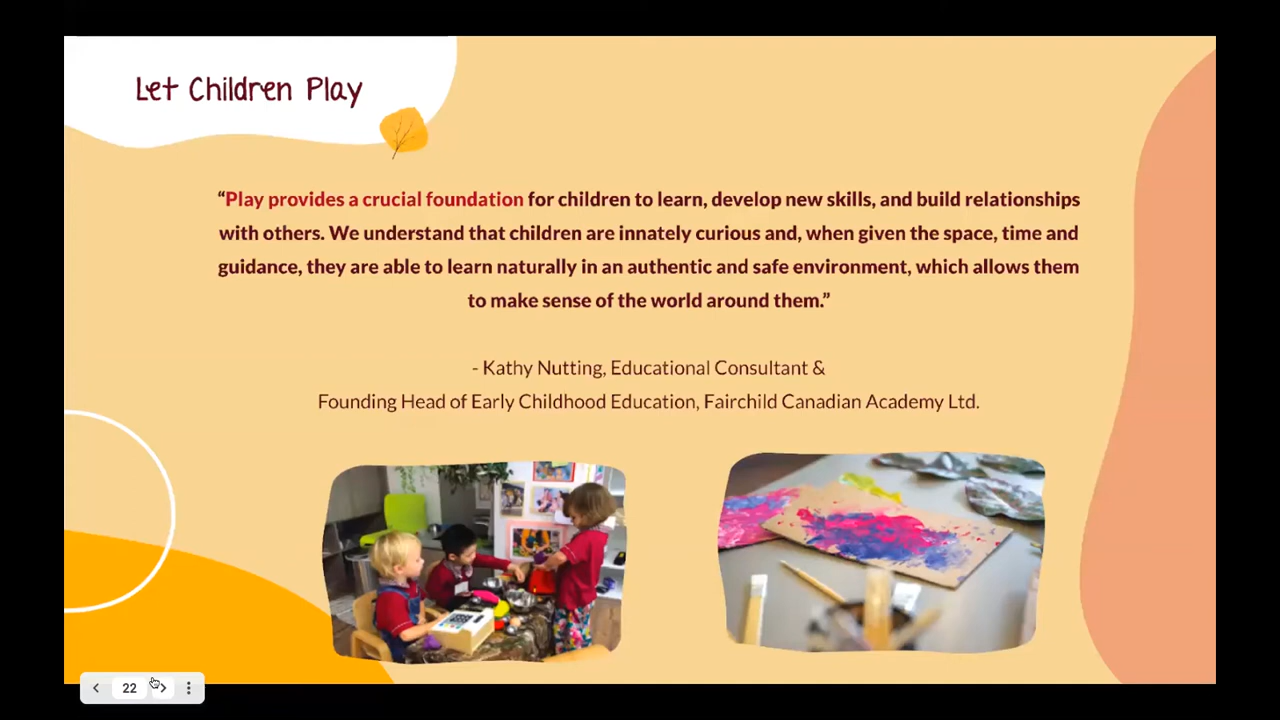 Let Children Play
“Play provides a crucial foundation for children to learn, develop new skills, and build relationships
with others. We understand that children are innately curious and, when given the space, time and
guidance, they are able to learn naturally in an authentic and safe environment, which allows them
to make sense of the world around them.”
- Kathy Nutting, Educational Consultant &
Founding Head of Early Childhood Education, Fairchild Canadian Academy Ltd.
22